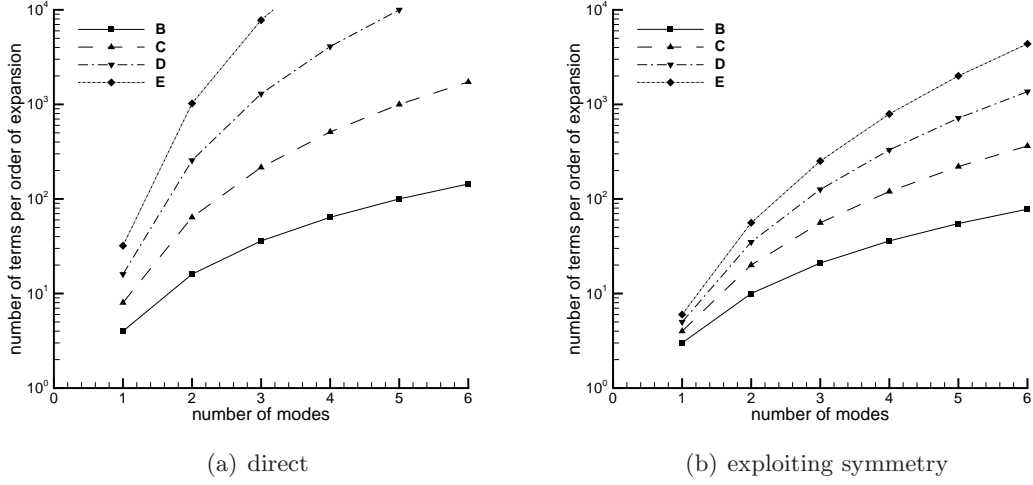 number of terms per order of expansion
10⁴
10³
10²
10¹
10⁰
B
C
D
E
0 1 2 3 4 5 6
number of modes
(a) direct
number of terms per order of expansion
10⁴
10³
10²
10¹
10⁰
B
C
D
E
0 1 2 3 4 5 6
number of modes
(b) exploiting symmetry